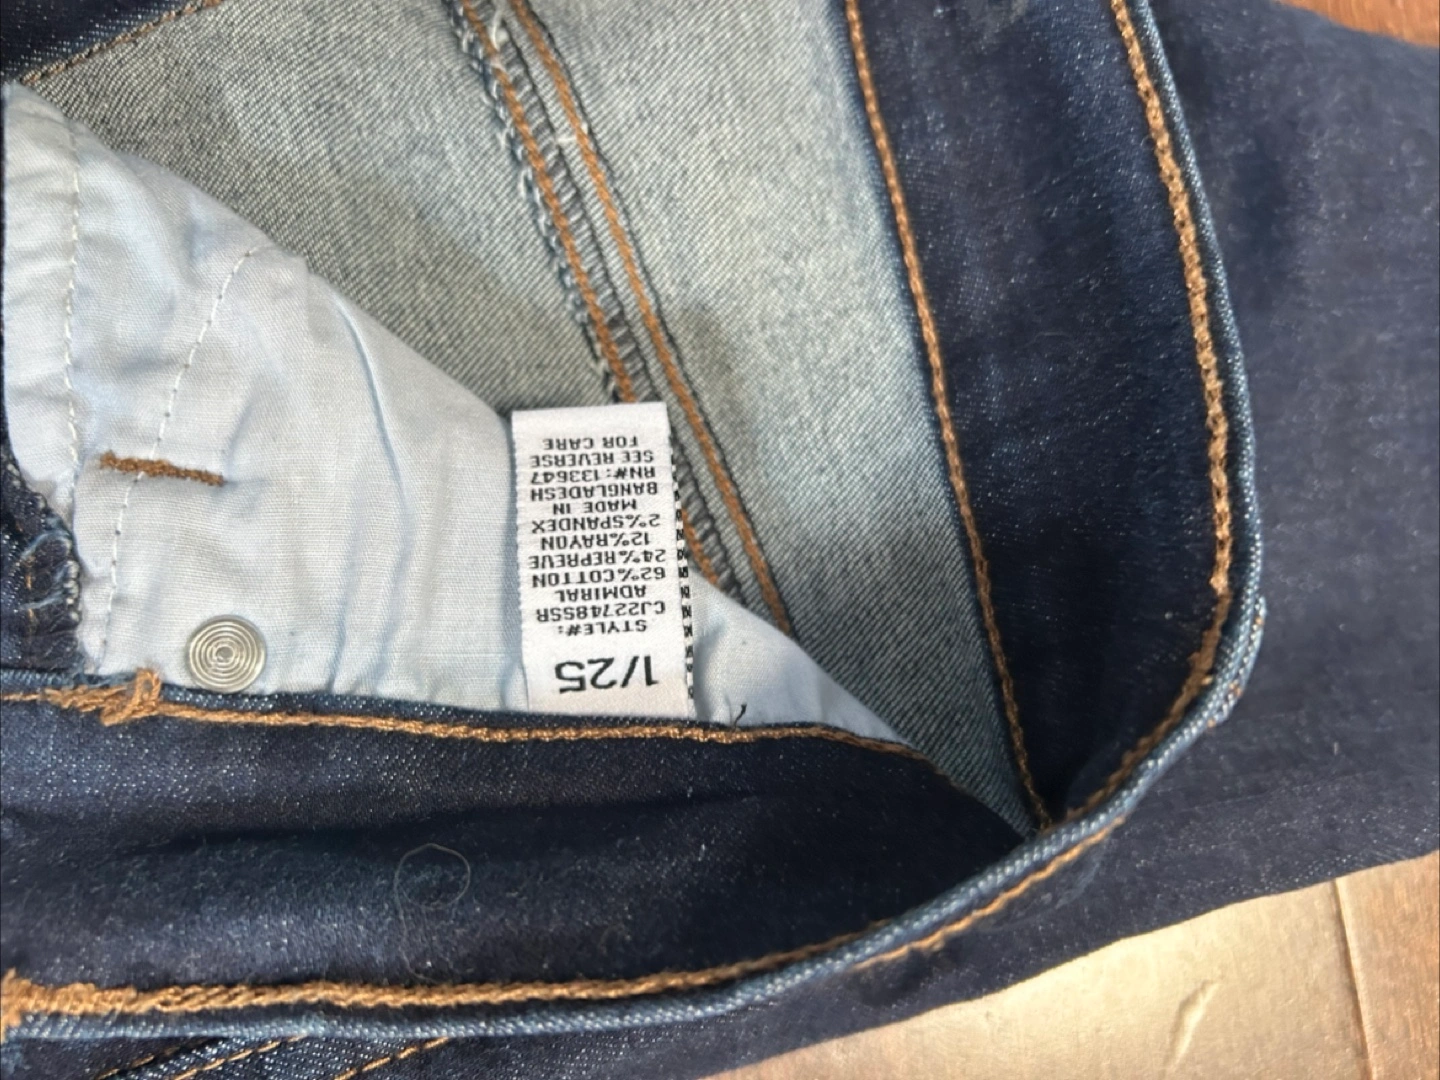 1/25
STYLE#:
CJ22748SSR
ADMIRAL
62%COTTON
24%REPREVE
12%RAYON
2%SPANDEX
MADE IN
BANGLADESH
RN#:133647
SEE REVERSE
FOR CARE